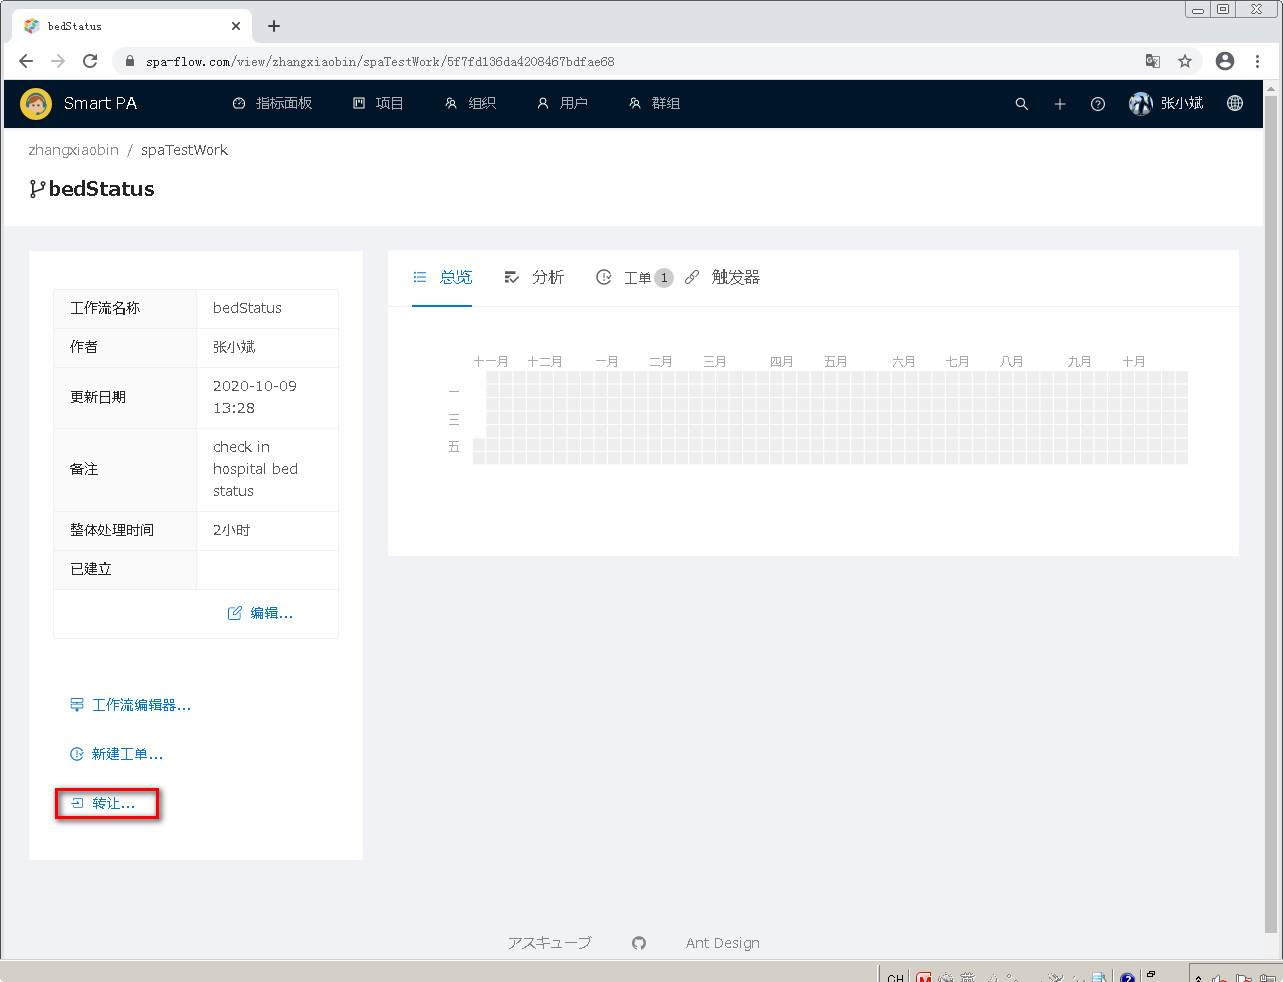 bedStatus
spa-flow.com/view/zhangxiaobin/spaTestWork/5f7fd136da4208467bdfae68
Smart PA 指标面板 项目 组织 用户 群组 张小斌
zhangxiaobin / spaTestWork
bedStatus
工作流名称 bedStatus
作者 张小斌
更新日期 2020-10-09
13:28
备注 check in
hospital bed
status
整体处理时间 2小时
已建立
编辑...
工作流编辑器...
新建工单...
转让...
总览 分析 工单 1 触发器
十一月 十二月 一月 二月 三月 四月 五月 六月 七月 八月 九月 十月
一
三
五
アスキューブ Ant Design
CH